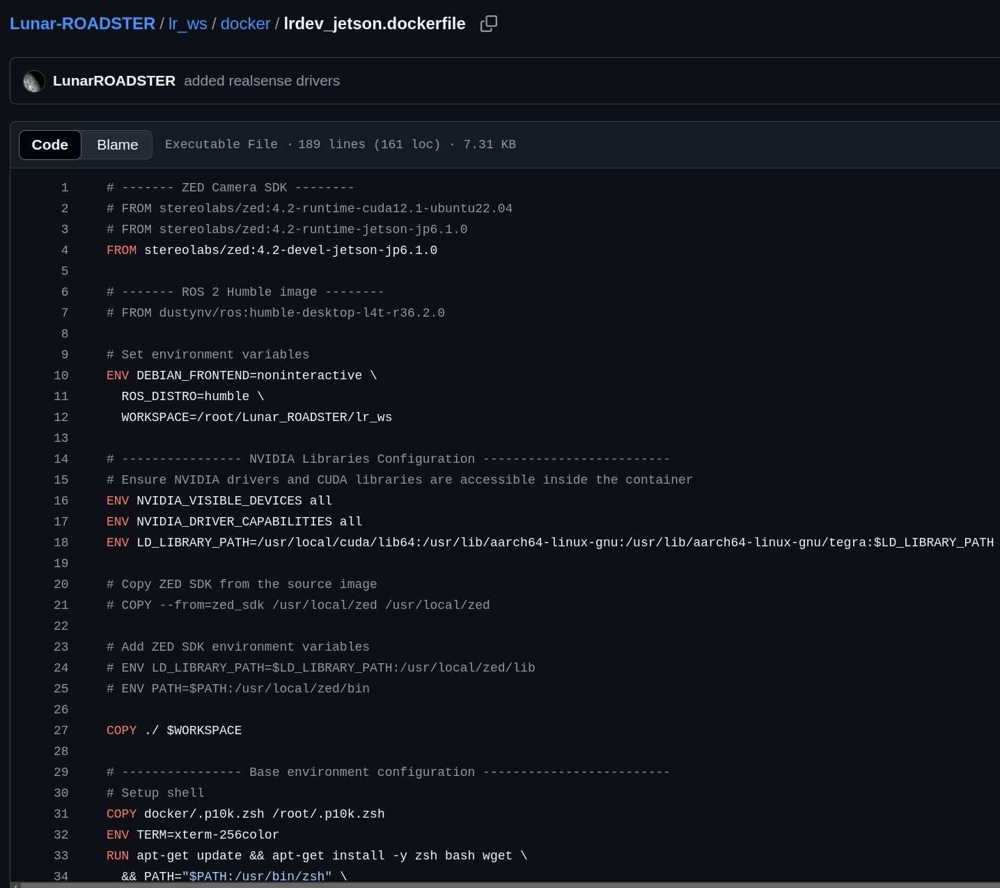 Lunar-ROADSTER / lr_ws / docker / lrdev_jetson.dockerfile
LunarROADSTER added realsense drivers
Code Blame Executable File · 189 lines (161 loc) · 7.31 KB
1 # ------- ZED Camera SDK --------
2 # FROM stereolabs/zed:4.2-runtime-cuda12.1-ubuntu22.04
3 # FROM stereolabs/zed:4.2-runtime-jetson-jp6.1.0
4 FROM stereolabs/zed:4.2-devel-jetson-jp6.1.0
5
6 # ------- ROS 2 Humble image --------
7 # FROM dustynv/ros:humble-desktop-l4t-r36.2.0
8
9 # Set environment variables
10 ENV DEBIAN_FRONTEND=noninteractive \
11 ROS_DISTRO=humble \
12 WORKSPACE=/root/Lunar_ROADSTER/lr_ws
13
14 # ---------------- NVIDIA Libraries Configuration -------------------------
15 # Ensure NVIDIA drivers and CUDA libraries are accessible inside the container
16 ENV NVIDIA_VISIBLE_DEVICES all
17 ENV NVIDIA_DRIVER_CAPABILITIES all
18 ENV LD_LIBRARY_PATH=/usr/local/cuda/lib64:/usr/lib/aarch64-linux-gnu:/usr/lib/aarch64-linux-gnu/tegra:$LD_LIBRARY_PATH
19
20 # Copy ZED SDK from the source image
21 # COPY --from=zed_sdk /usr/local/zed /usr/local/zed
22
23 # Add ZED SDK environment variables
24 # ENV LD_LIBRARY_PATH=$LD_LIBRARY_PATH:/usr/local/zed/lib
25 # ENV PATH=$PATH:/usr/local/zed/bin
26
27 COPY ./ $WORKSPACE
28
29 # ---------------- Base environment configuration -------------------------
30 # Setup shell
31 COPY docker/.p10k.zsh /root/.p10k.zsh
32 ENV TERM=xterm-256color
33 RUN apt-get update && apt-get install -y zsh bash wget \
34 && PATH="$PATH:/usr/bin/zsh" \